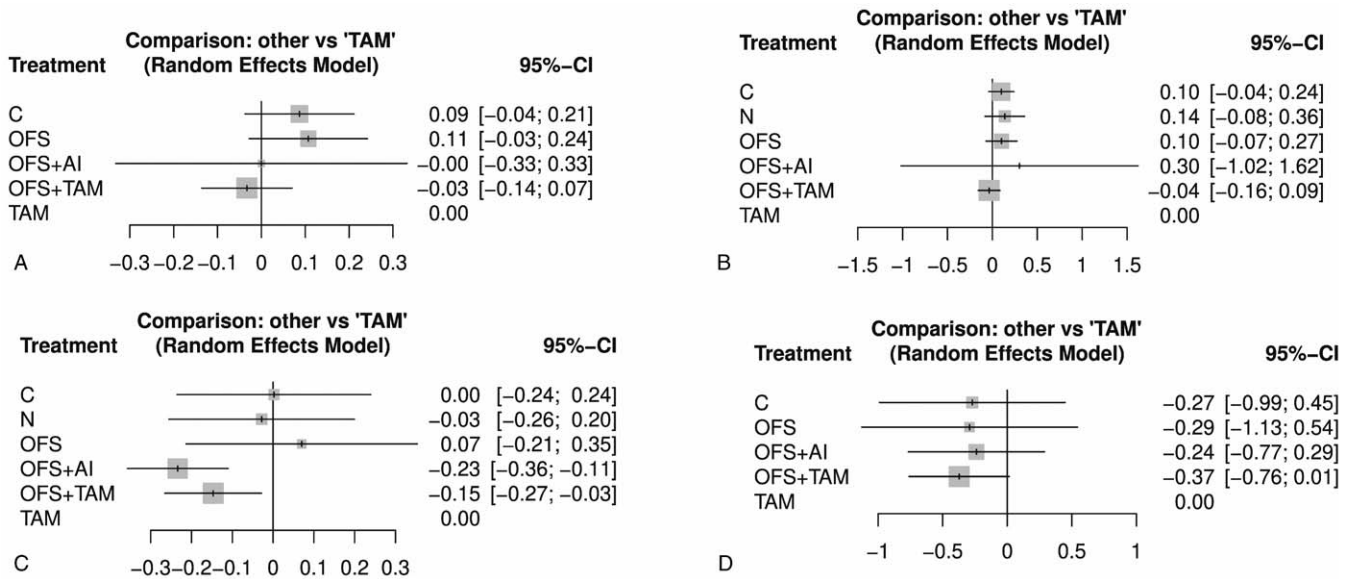 Comparison: other vs 'TAM'
Treatment (Random Effects Model) 95%-CI
C 0.09 [-0.04; 0.21]
OFS 0.11 [-0.03; 0.24]
OFS+AI -0.00 [-0.33; 0.33]
OFS+TAM -0.03 [-0.14; 0.07]
TAM 0.00
A -0.3 -0.2 -0.1 0 0.1 0.2 0.3
Comparison: other vs 'TAM'
Treatment (Random Effects Model) 95%-CI
C 0.10 [-0.04; 0.24]
N 0.14 [-0.08; 0.36]
OFS 0.10 [-0.07; 0.27]
OFS+AI 0.30 [-1.02; 1.62]
OFS+TAM -0.04 [-0.16; 0.09]
TAM 0.00
B -1.5 -1 -0.5 0 0.5 1 1.5
Comparison: other vs 'TAM'
Treatment (Random Effects Model) 95%-CI
C 0.00 [-0.24; 0.24]
N -0.03 [-0.26; 0.20]
OFS 0.07 [-0.21; 0.35]
OFS+AI -0.23 [-0.36; -0.11]
OFS+TAM -0.15 [-0.27; -0.03]
TAM 0.00
C -0.3 -0.2 -0.1 0 0.1 0.2 0.3
Comparison: other vs 'TAM'
Treatment (Random Effects Model) 95%-CI
C -0.27 [-0.99; 0.45]
OFS -0.29 [-1.13; 0.54]
OFS+AI -0.24 [-0.77; 0.29]
OFS+TAM -0.37 [-0.76; 0.01]
TAM 0.00
D -1 -0.5 0 0.5 1